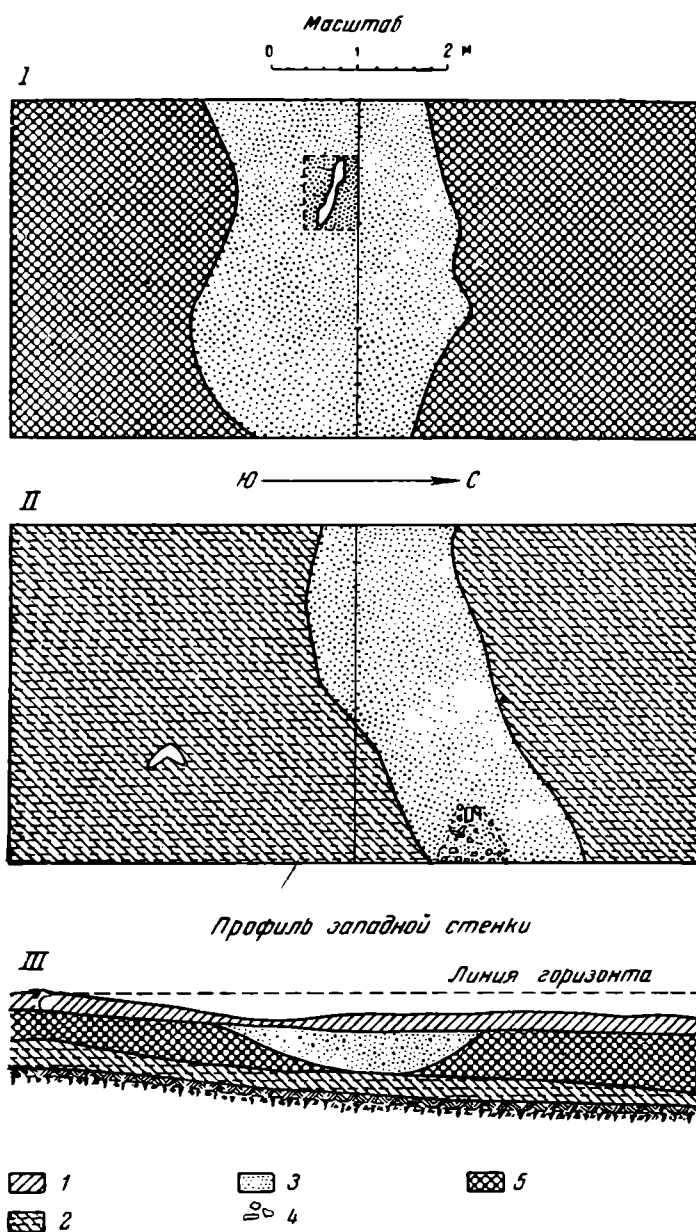 Масштаб
0 1 2 м
I
Ю С
II
Профиль западной стенки
III
Линия горизонта
1 3 5
2 4